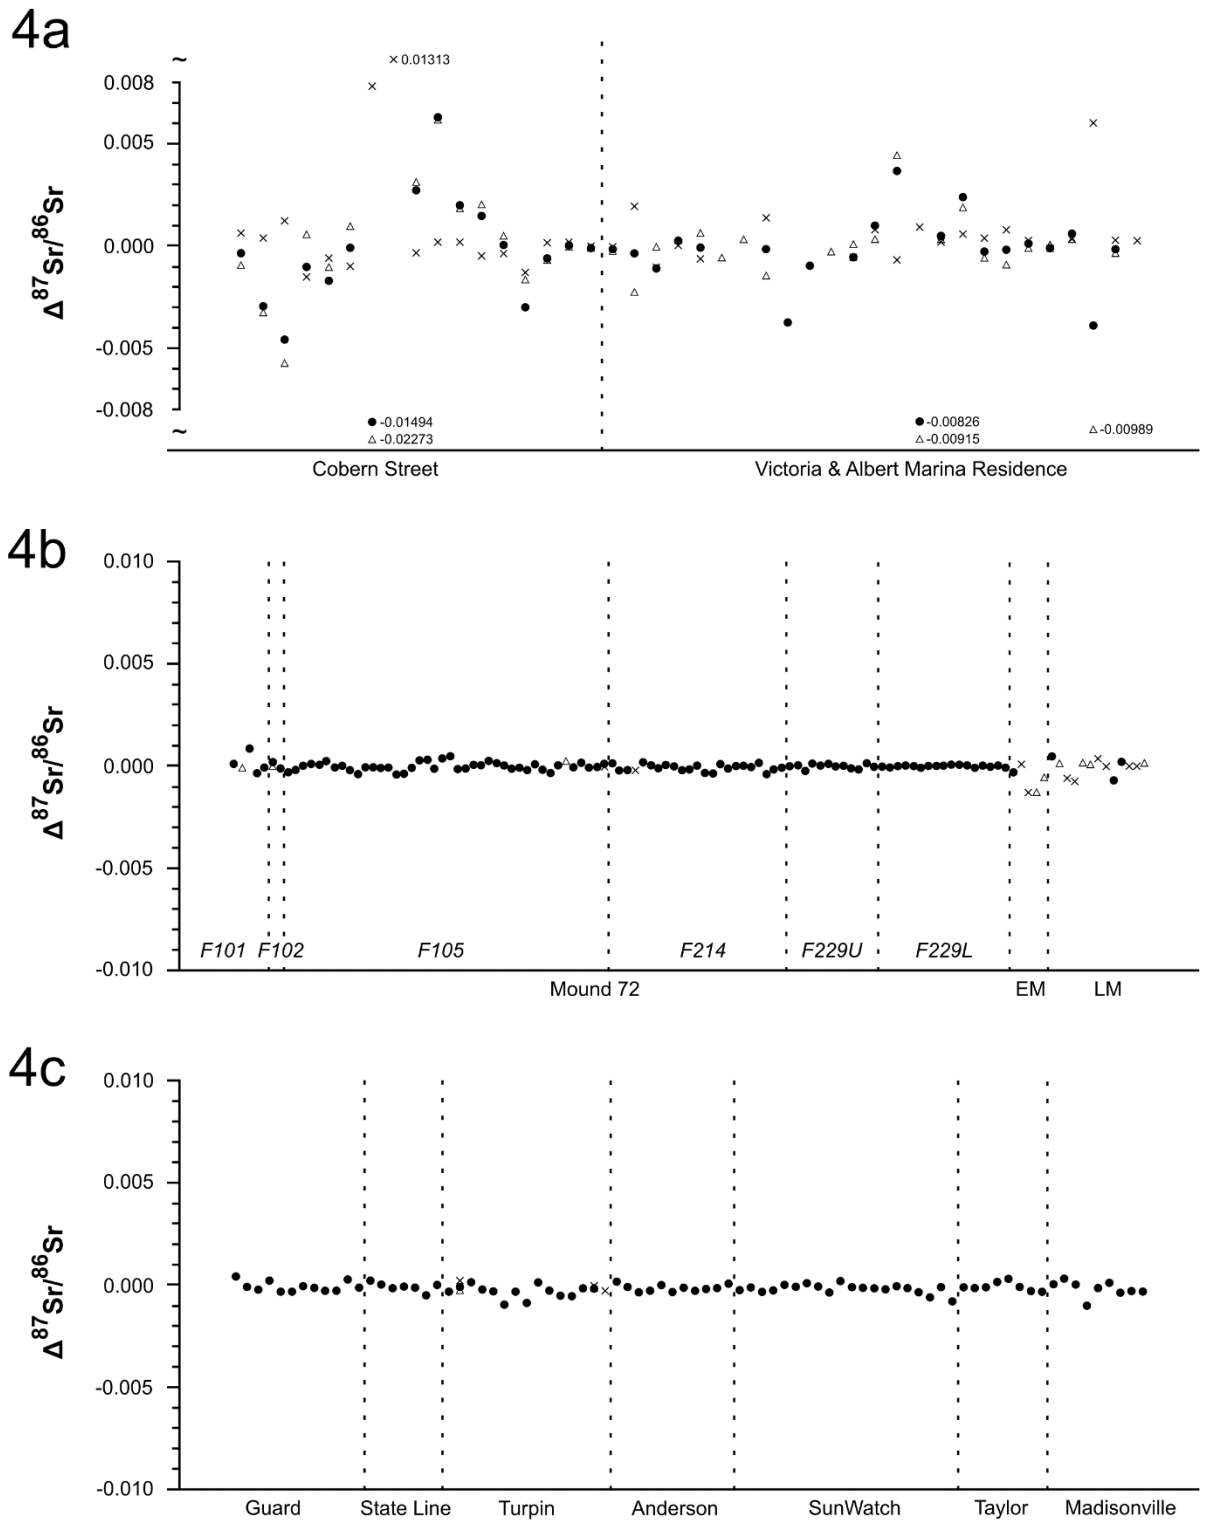 4a
~
× 0.01313
0.008
0.005
0.000
-0.005
-0.008
Δ87Sr/86Sr
~
-0.01494
-0.02273
-0.00826
-0.00915
-0.00989
Cobern Street
Victoria & Albert Marina Residence
4b
0.010
0.005
0.000
-0.005
-0.010
Δ87Sr/86Sr
F101 F102 F105 F214 F229U F229L
Mound 72 EM LM
4c
0.010
0.005
0.000
-0.005
-0.010
Δ87Sr/86Sr
Guard State Line Turpin Anderson SunWatch Taylor Madisonville